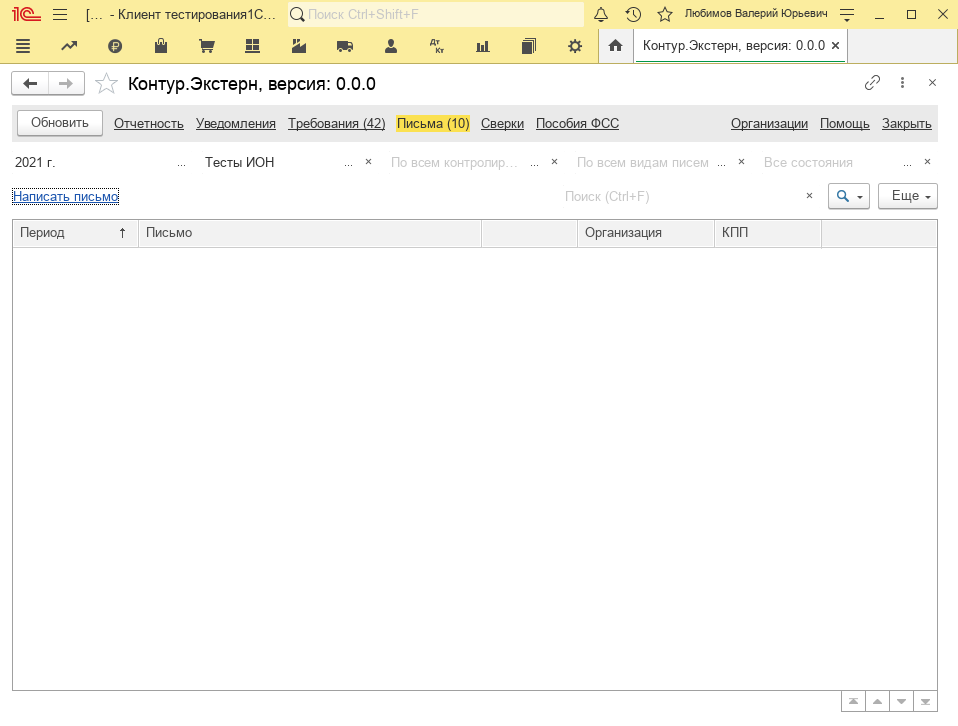 1С [... - Клиент тестирования1С... Поиск Ctrl+Shift+F Любимов Валерий Юрьевич
Дт Кт Контур.Экстерн, версия: 0.0.0 ×
Контур.Экстерн, версия: 0.0.0
Обновить Отчетность Уведомления Требования (42) Письма (10) Сверки Пособия ФСС Организации Помощь Закрыть
2021 г. ... Тесты ИОН ... × По всем контролир... ... × По всем видам писем ... × Все состояния ... ×
Написать письмо Поиск (Ctrl+F) × Еще
Период ↑ Письмо Организация КПП